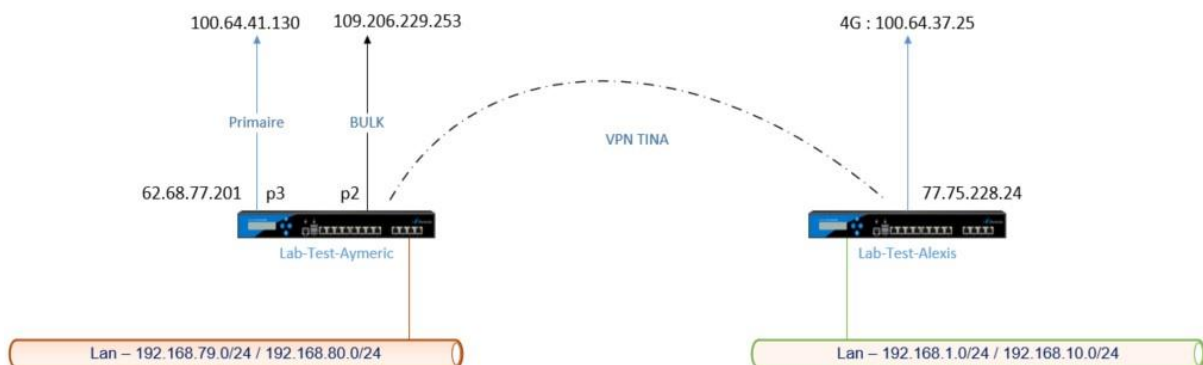 100.64.41.130
109.206.229.253
4G : 100.64.37.25
Primaire
BULK
VPN TINA
62.68.77.201
p3
p2
77.75.228.24
Lab-Test-Aymeric
Lab-Test-Alexis
Lan – 192.168.79.0/24 / 192.168.80.0/24
Lan – 192.168.1.0/24 / 192.168.10.0/24